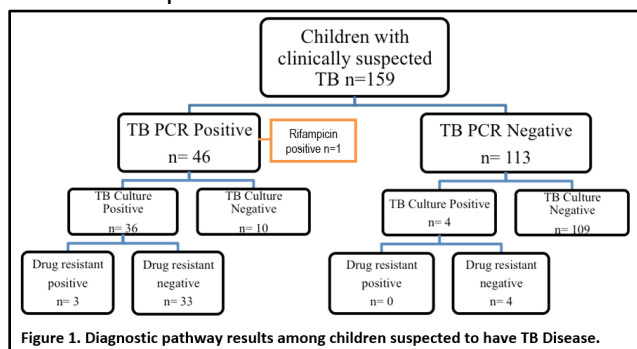 Children with
clinically suspected
TB n=159
TB PCR Positive
n= 46
Rifampicin
positive n=1
TB PCR Negative
n= 113
TB Culture
Positive
n= 36
TB Culture
Negative
n= 10
TB Culture Positive
n= 4
TB Culture
Negative
n= 109
Drug resistant
positive
n= 3
Drug resistant
negative
n= 33
Drug resistant
positive
n= 0
Drug resistant
negative
n= 4
Figure 1. Diagnostic pathway results among children suspected to have TB Disease.